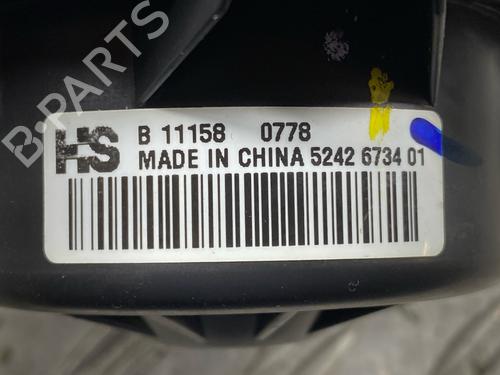 HS B 11158 0778
MADE IN CHINA 5242 6734 01
B-PARTS